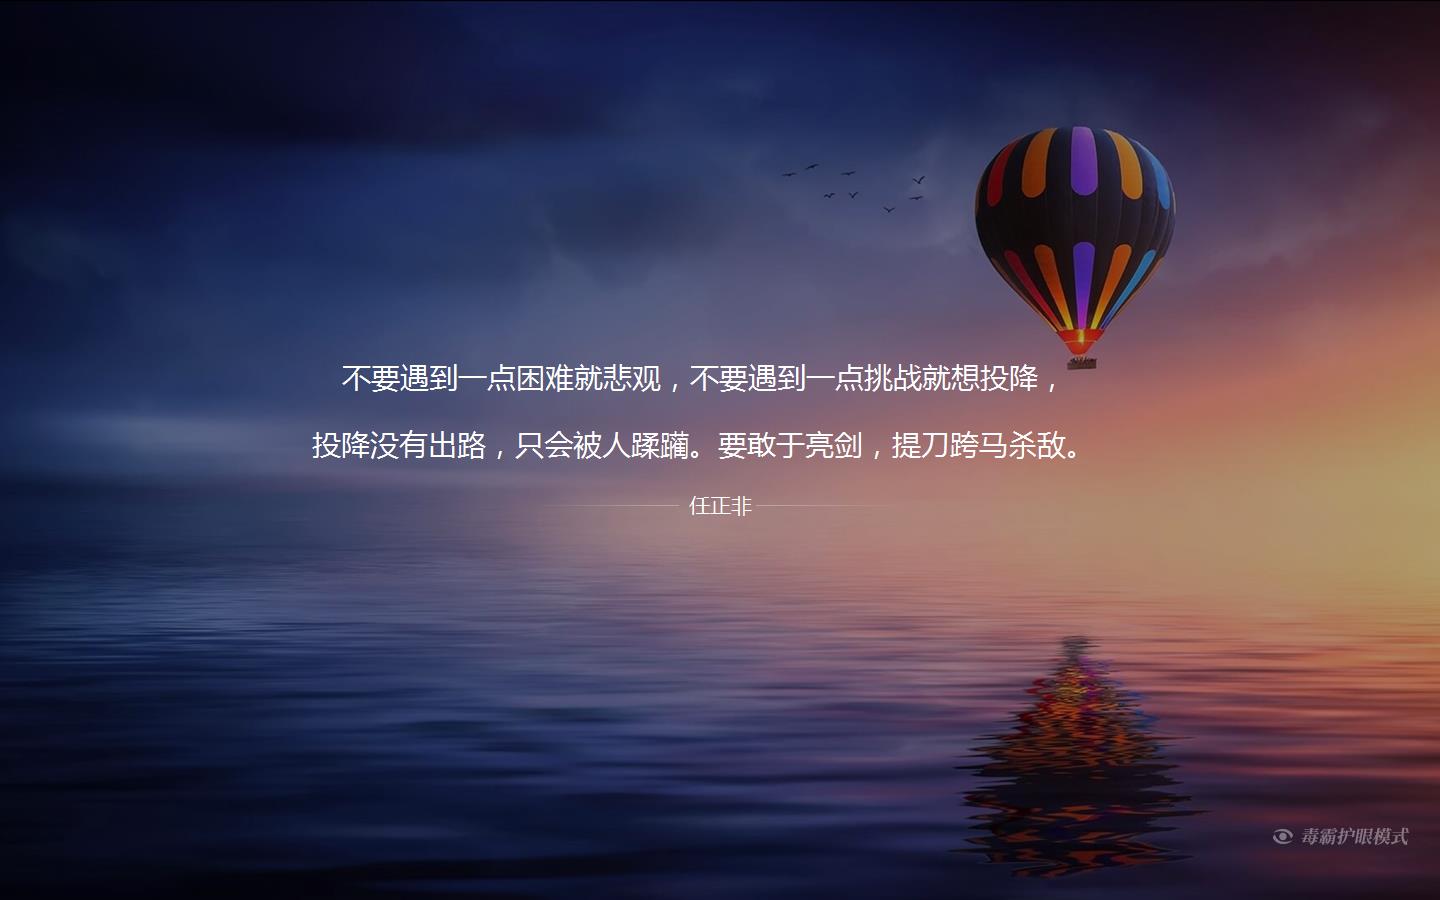 不要遇到一点困难就悲观，不要遇到一点挑战就想投降，
投降没有出路，只会被人蹂躏。要敢于亮剑，提刀跨马杀敌。
任正非
毒霸护眼模式